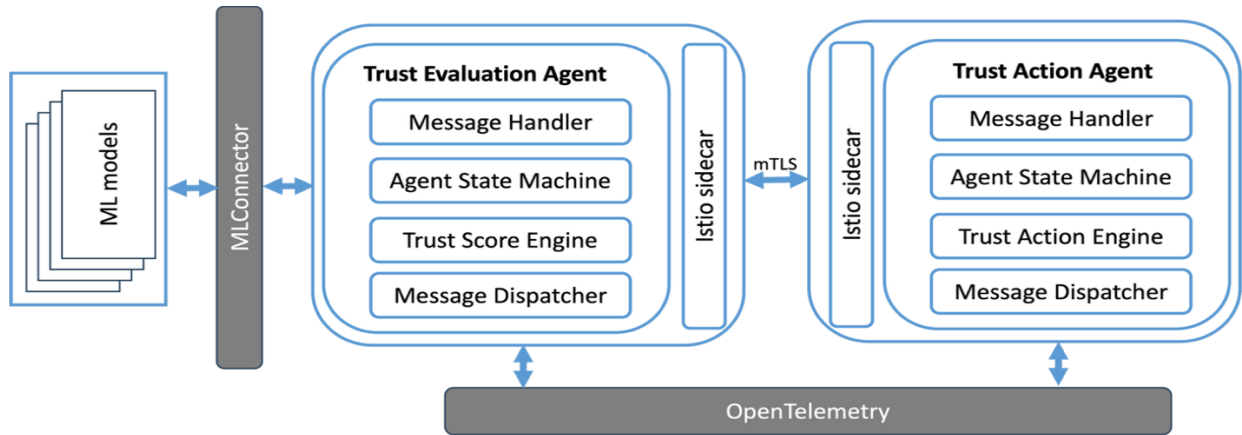 ML models
MLConnector
Trust Evaluation Agent
Message Handler
Agent State Machine
Trust Score Engine
Message Dispatcher
Istio sidecar
mTLS
Istio sidecar
Trust Action Agent
Message Handler
Agent State Machine
Trust Action Engine
Message Dispatcher
OpenTelemetry